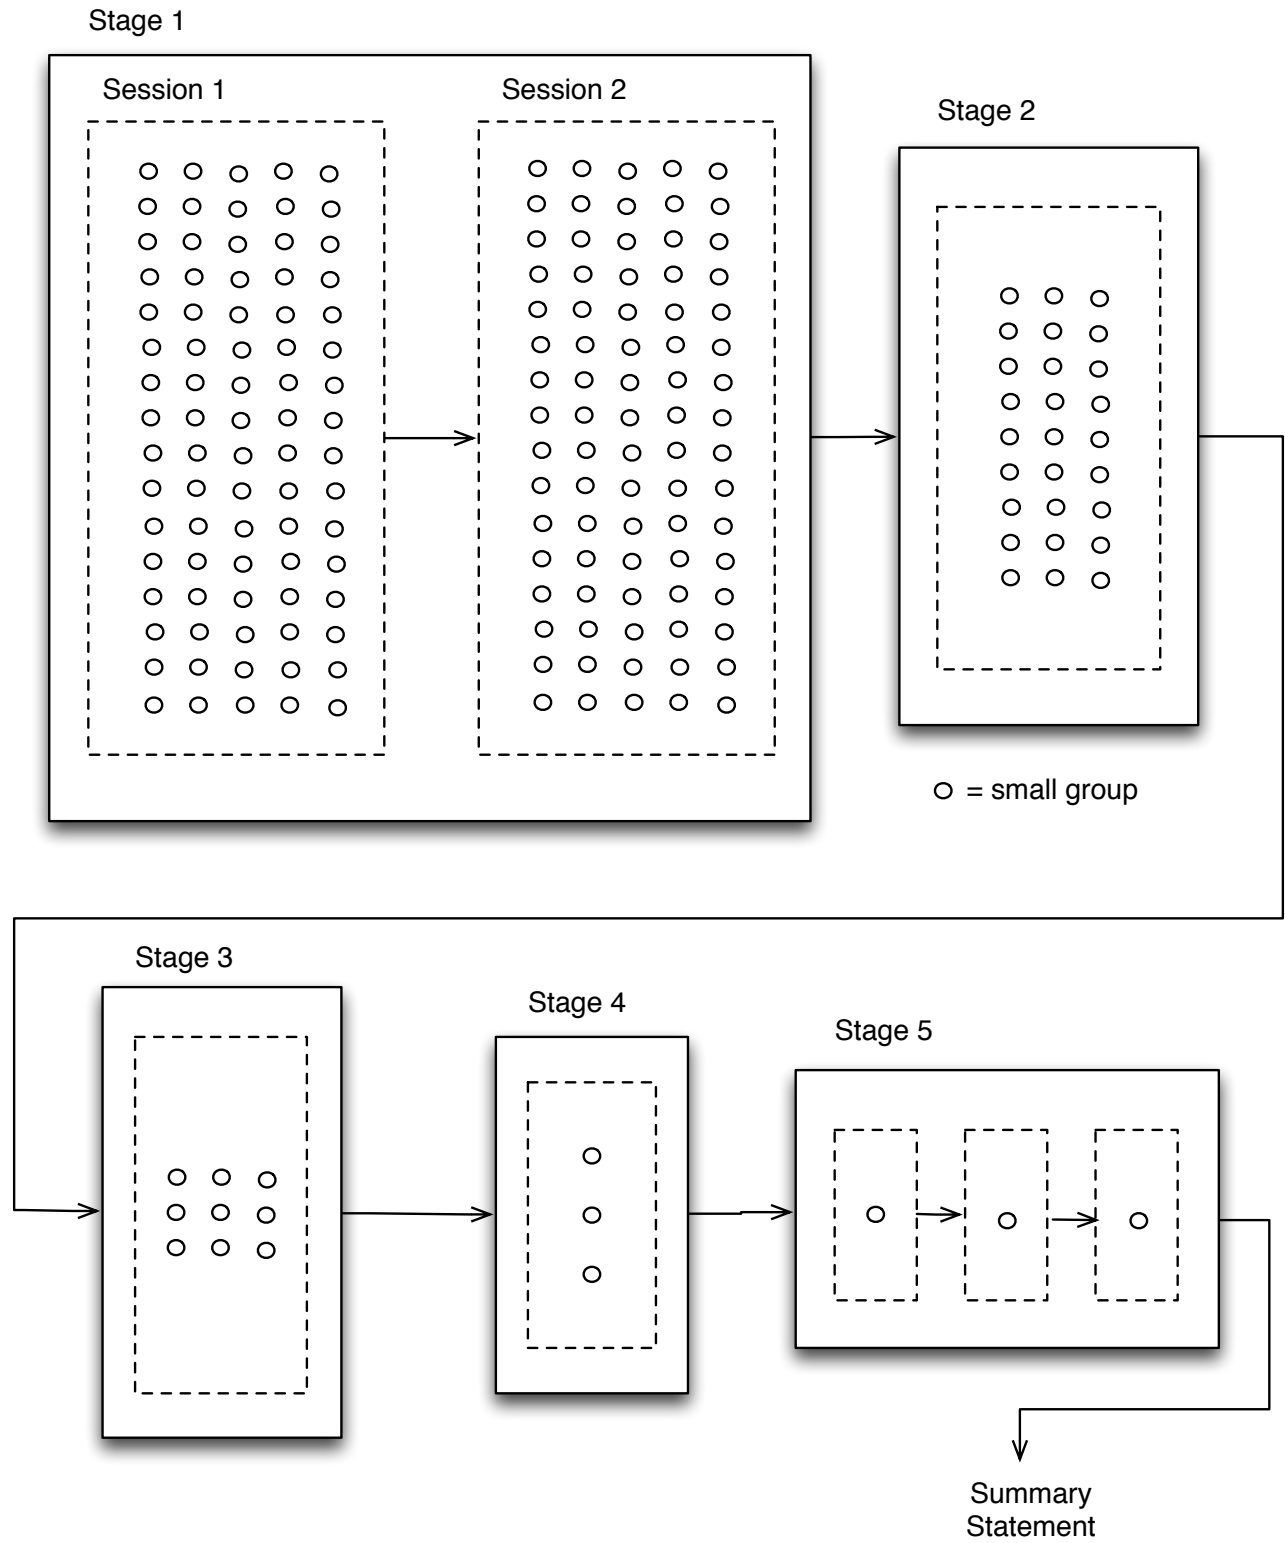 Stage 1
Session 1
Session 2
Stage 2
= small group
Stage 3
Stage 4
Stage 5
Summary
Statement